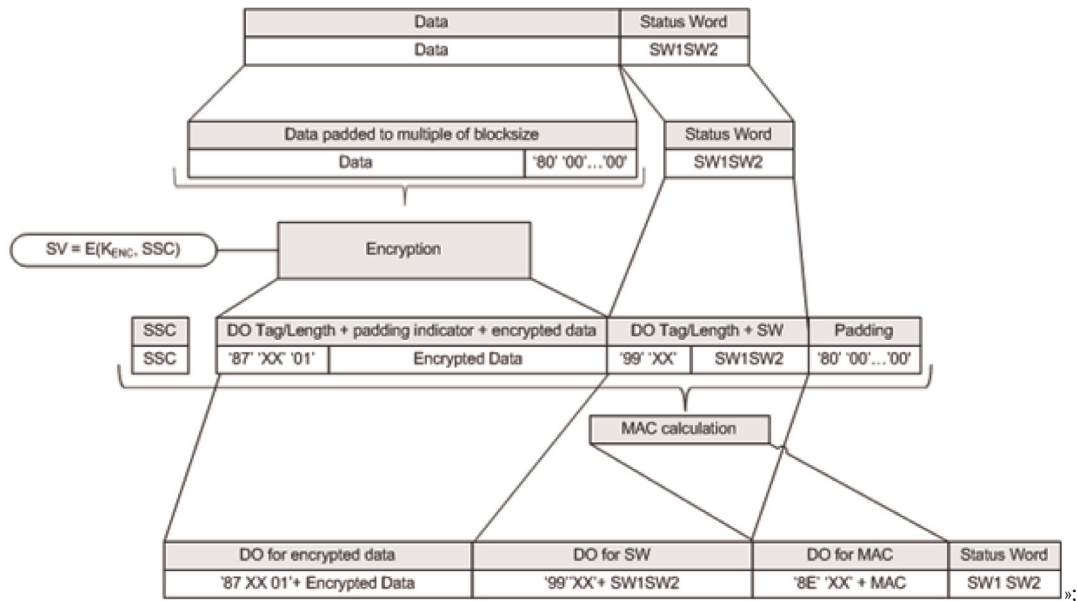 Data Status Word
Data SW1SW2
Data padded to multiple of blocksize Status Word
Data '80' '00'…'00' SW1SW2
SV = E(KENC, SSC) Encryption
SSC DO Tag/Length + padding indicator + encrypted data DO Tag/Length + SW Padding
SSC '87' 'XX' '01' Encrypted Data '99' 'XX' SW1SW2 '80' '00'…'00'
MAC calculation
DO for encrypted data DO for SW DO for MAC Status Word
'87 XX 01'+ Encrypted Data '99''XX'+ SW1SW2 '8E' 'XX' + MAC SW1 SW2
»;